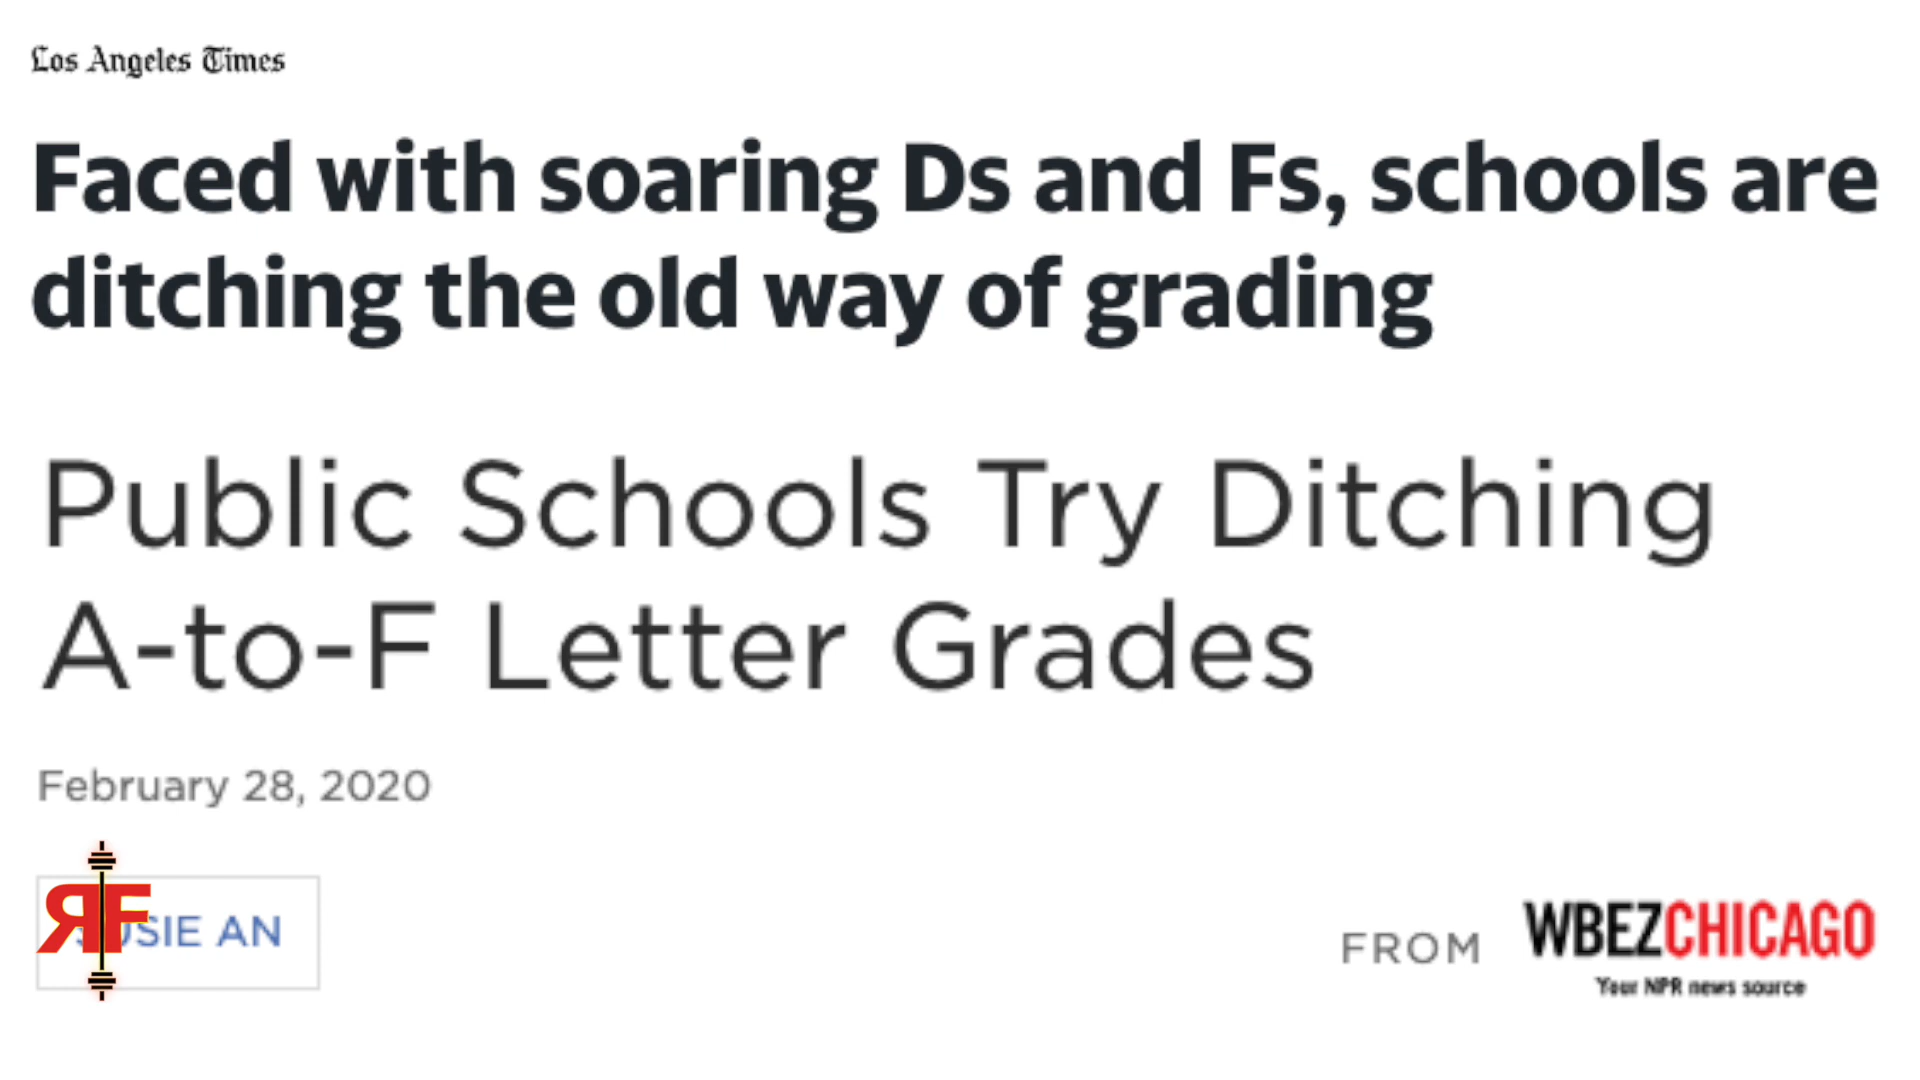 Los Angeles Times
Faced with soaring Ds and Fs, schools are
ditching the old way of grading
Public Schools Try Ditching
A-to-F Letter Grades
February 28, 2020
RF
SIE AN
FROM
WBEZCHICAGO
Your NPR news source